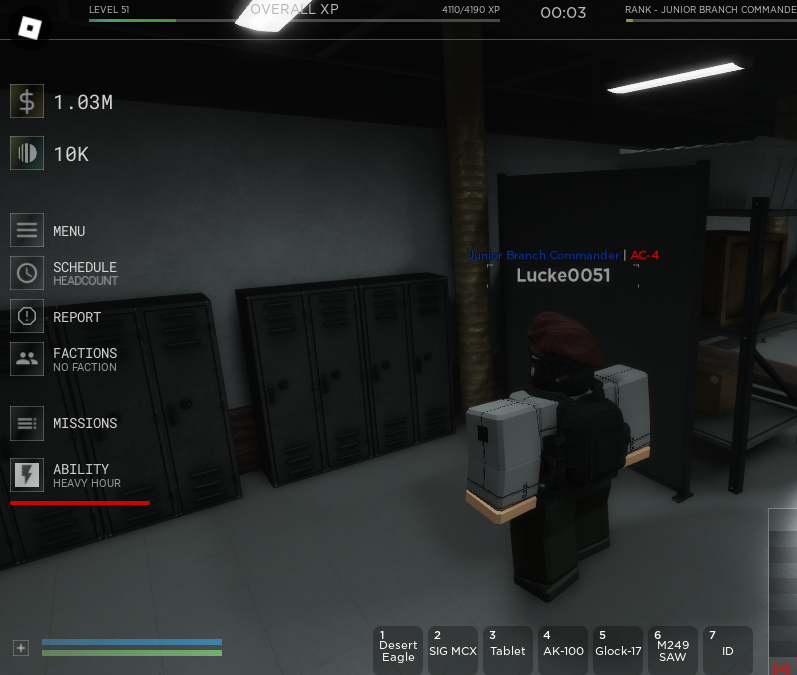 LEVEL 51
OVERALL XP
4110/4190 XP
00:03
RANK - JUNIOR BRANCH COMMANDE
$ 1.03M
10K
MENU
SCHEDULE
HEADCOUNT
REPORT
FACTIONS
NO FACTION
MISSIONS
ABILITY
HEAVY HOUR
Junior Branch Commander | AC-4
Lucke0051
1 Desert Eagle
2 SIG MCX
3 Tablet
4 AK-100
5 Glock-17
6 M249 SAW
7 ID